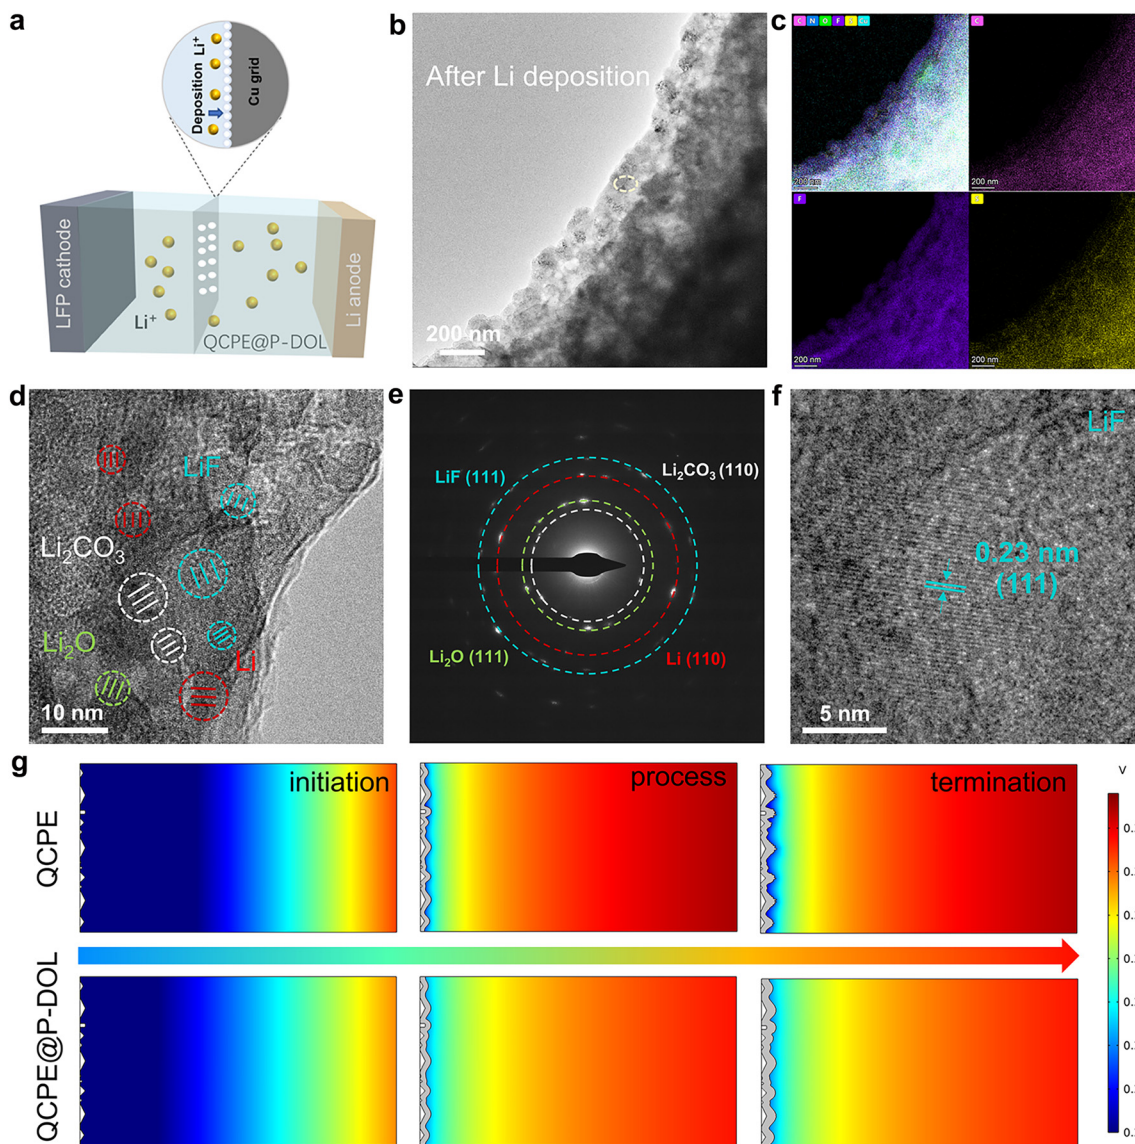 a
Deposition Li⁺
Cu grid
LFP cathode
Li⁺
QCPE@P-DOL
Li anode
b
After Li deposition
200 nm
c
C N O F Cu
200 nm
C
200 nm
F
200 nm
200 nm
d
LiF
Li₂CO₃
Li₂O
Li
10 nm
e
LiF (111)
Li₂CO₃ (110)
Li₂O (111)
Li (110)
f
LiF
0.23 nm
(111)
5 nm
g
initiation
process
termination
QCPE
QCPE@P-DOL
V